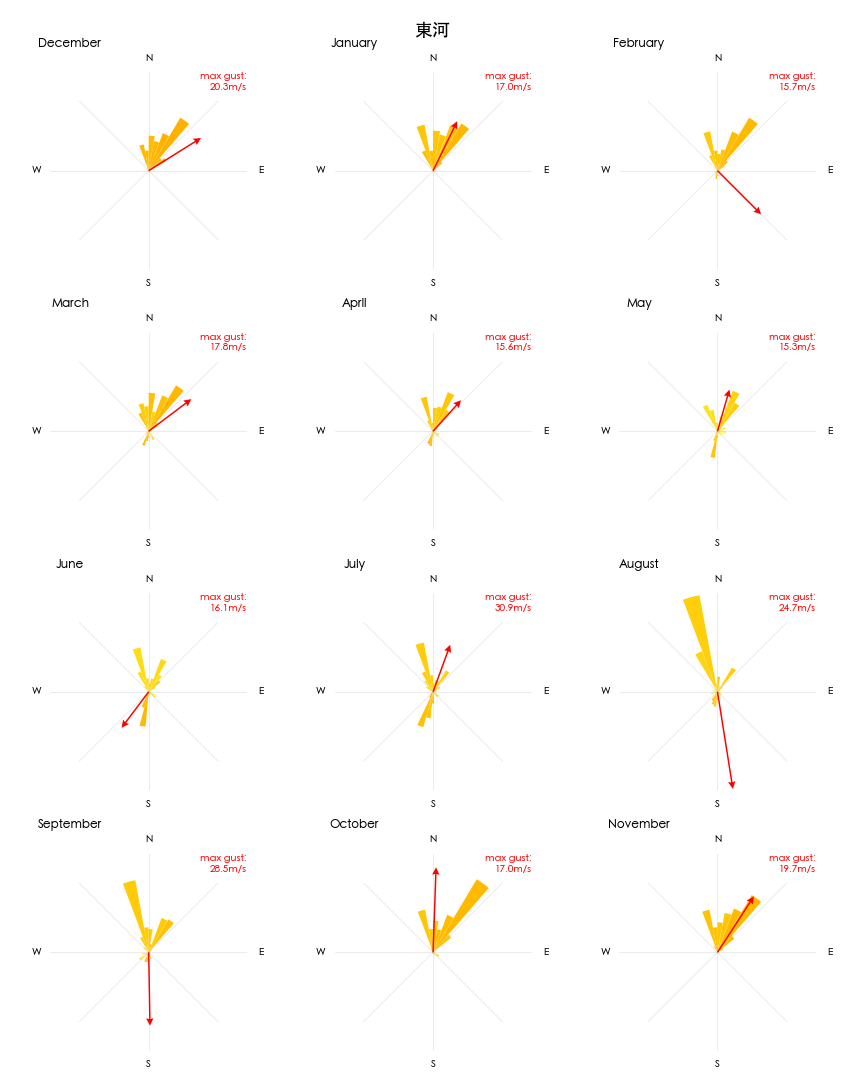 東河
December
January
February
N
N
N
max gust:
20.3m/s
max gust:
17.0m/s
max gust:
15.7m/s
W
E
W
E
W
E
S
S
S
March
April
May
N
N
N
max gust:
17.8m/s
max gust:
15.6m/s
max gust:
15.3m/s
W
E
W
E
W
E
S
S
S
June
July
August
N
N
N
max gust:
16.1m/s
max gust:
30.9m/s
max gust:
24.7m/s
W
E
W
E
W
E
S
S
S
September
October
November
N
N
N
max gust:
28.5m/s
max gust:
17.0m/s
max gust:
19.7m/s
W
E
W
E
W
E
S
S
S